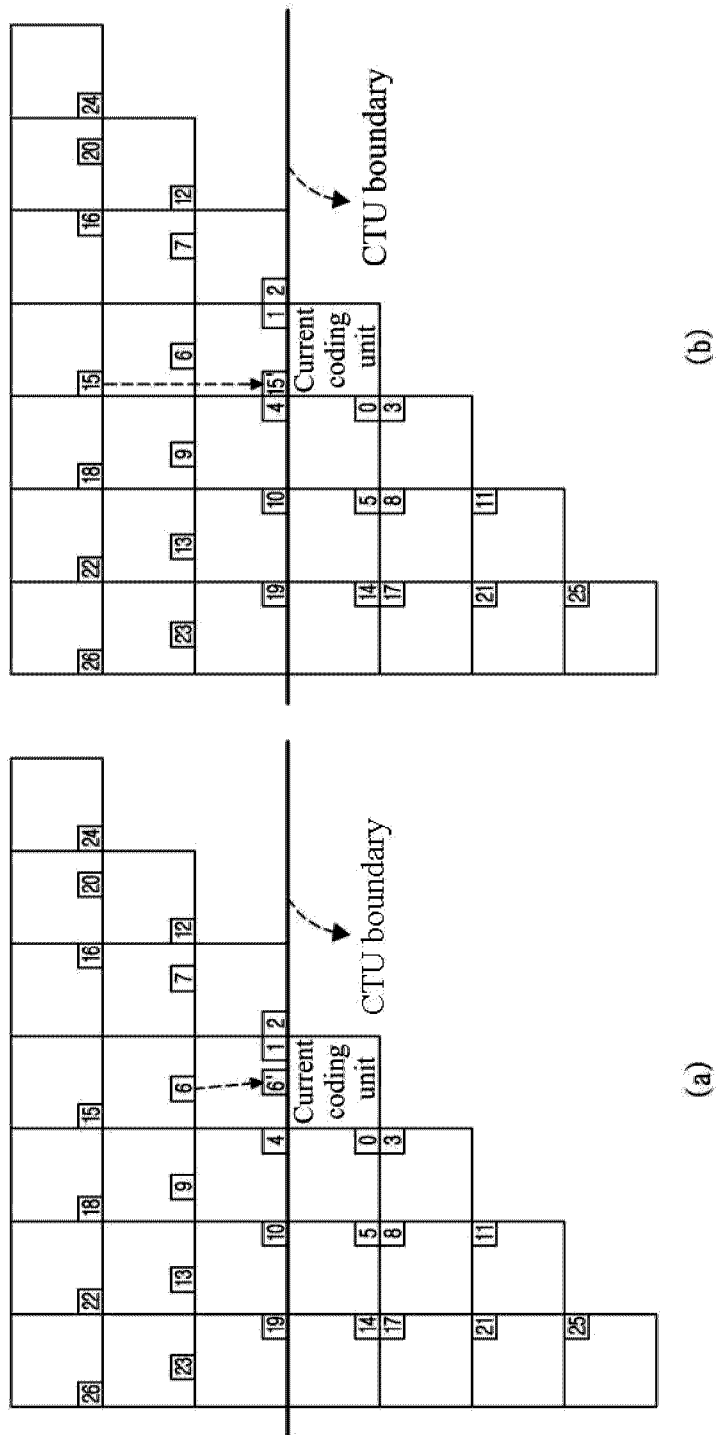 26 22 18 15 16 20 24
23 13 9 6 7 12
19 10 4 6' 1 2
Current
coding
unit
14 5 0
17 8 3
CTU boundary
21 11
25
(a)
26 22 18 15 16 20 24
23 13 9 6 7 12
19 10 4 15' 1 2
Current
coding
unit
14 5 0
17 8 3
CTU boundary
21 11
25
(b)